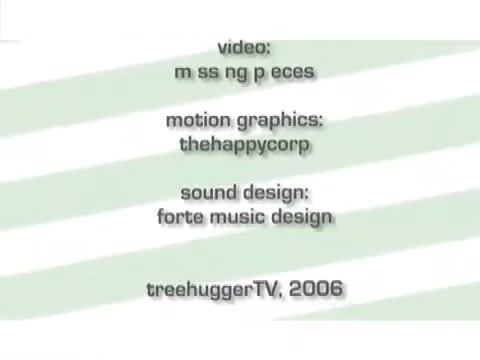 video:
m ss ng p eces
motion graphics:
thehappycorp
sound design:
forte music design
treehuggerTV, 2006